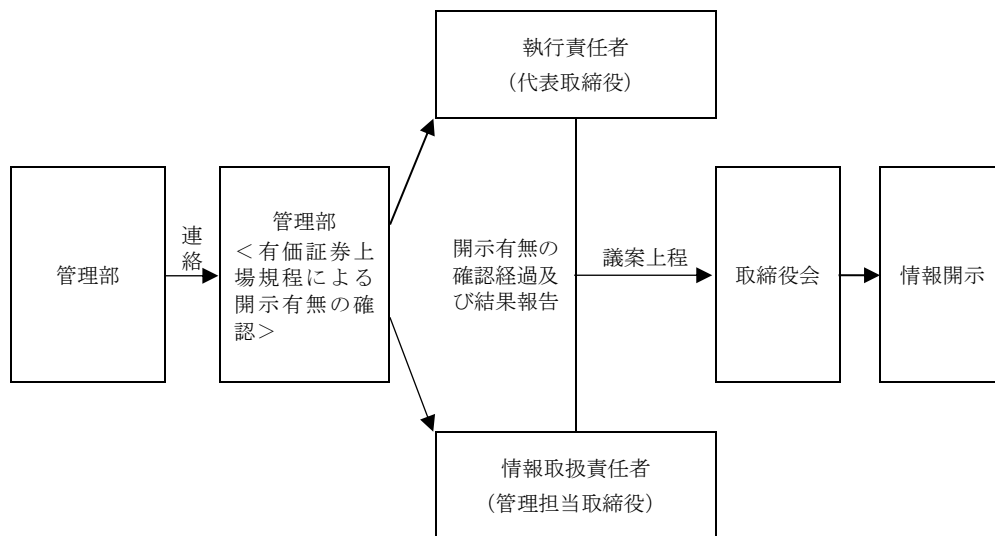 管理部
連絡
管理部
<有価証券上
場規程による
開示有無の確
認>
執行責任者
(代表取締役)
開示有無の
確認経過及
び結果報告
情報取扱責任者
(管理担当取締役)
議案上程
取締役会
情報開示